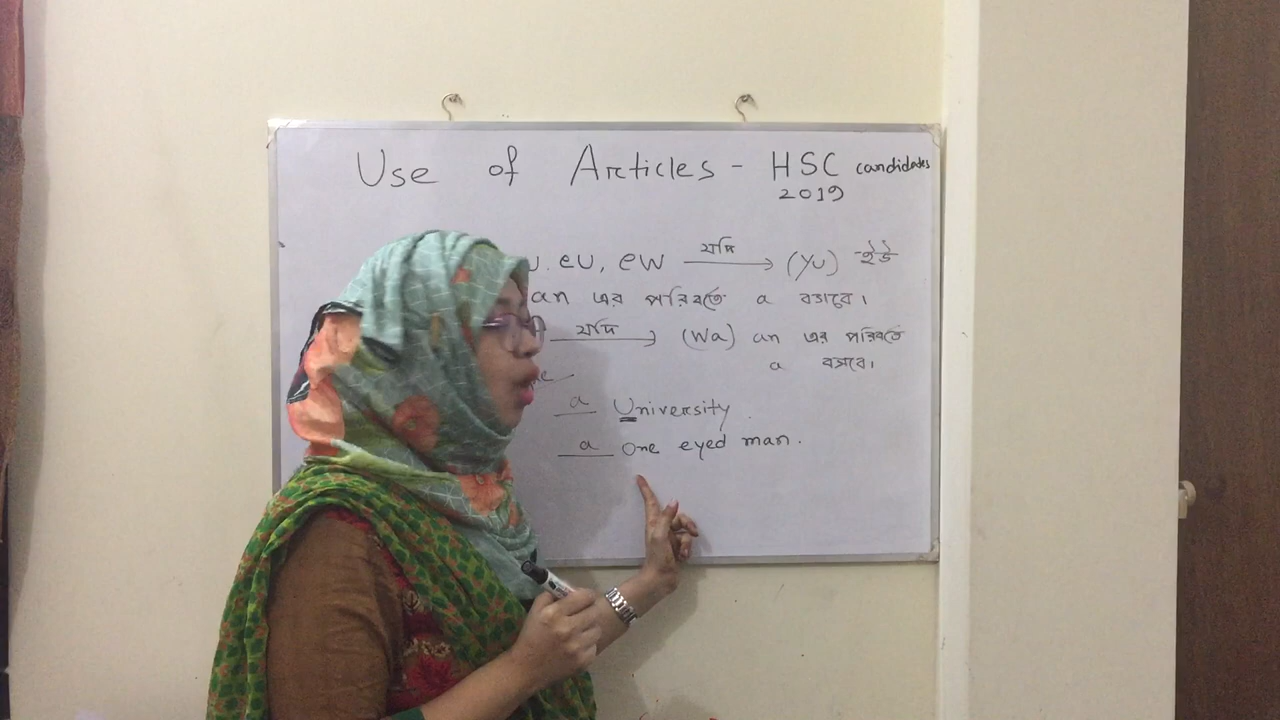 Use of Articles - HSC candidates
2019
u. eu, ew যদি (yu) ইউ
an এর পরিবর্তে a বসাবে।
যদি (wa) an এর পরিবর্তে
a বসবে।
a University.
a One eyed man.